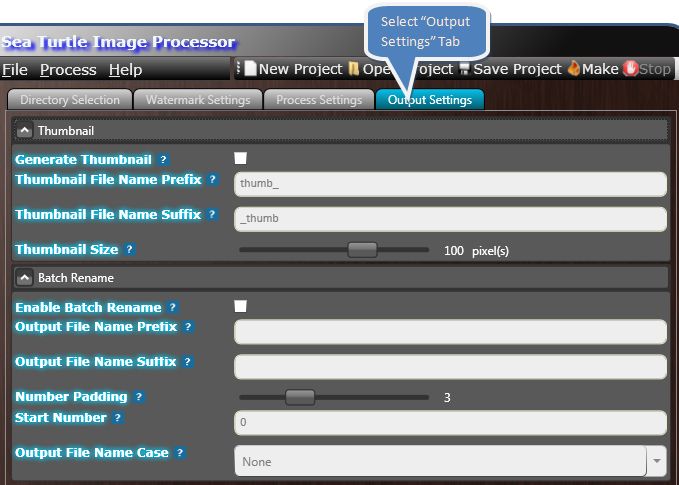 Select “Output
Settings” Tab
Sea Turtle Image Processor
File Process Help
New Project Open Project Save Project Make Stop
Directory Selection Watermark Settings Process Settings Output Settings
Thumbnail
Generate Thumbnail ?
Thumbnail File Name Prefix ? thumb_
Thumbnail File Name Suffix ? _thumb
Thumbnail Size ? 100 pixel(s)
Batch Rename
Enable Batch Rename ?
Output File Name Prefix ?
Output File Name Suffix ?
Number Padding ? 3
Start Number ? 0
Output File Name Case ? None